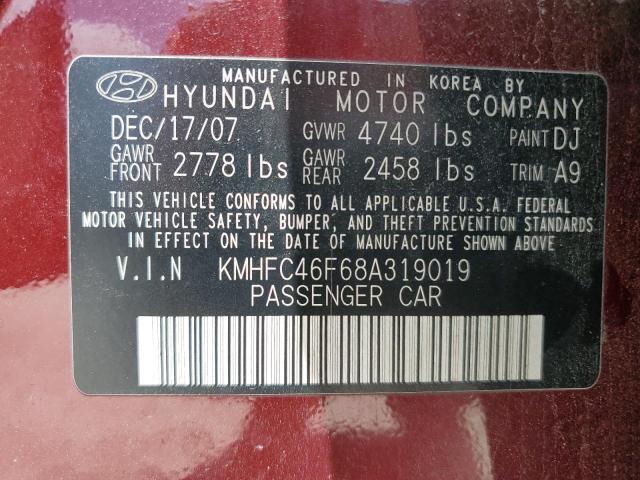 MANUFACTURED IN KOREA BY
HYUNDAI MOTOR COMPANY
DEC/17/07 GVWR 4740 lbs PAINT DJ
GAWR FRONT 2778 lbs GAWR REAR 2458 lbs TRIM A9
THIS VEHICLE CONFORMS TO ALL APPLICABLE U.S.A. FEDERAL
MOTOR VEHICLE SAFETY, BUMPER, AND THEFT PREVENTION STANDARDS
IN EFFECT ON THE DATE OF MANUFACTURE SHOWN ABOVE.
V.I.N KMHFC46F68A319019
PASSENGER CAR